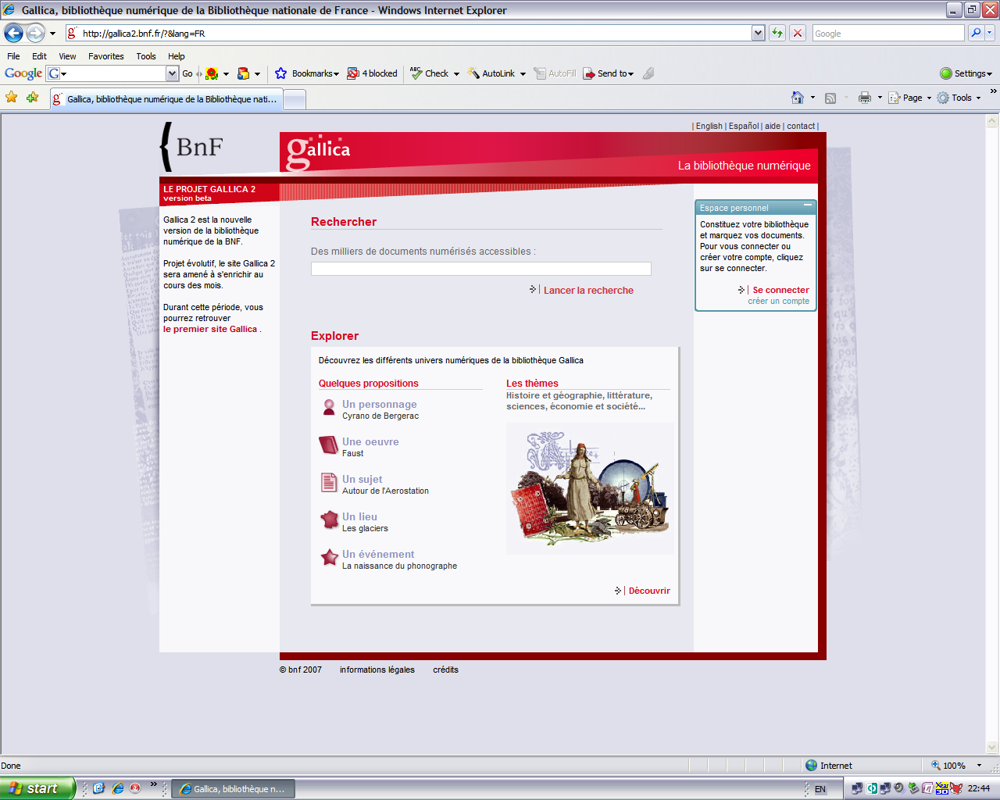 Gallica, bibliothèque numérique de la Bibliothèque nationale de France - Windows Internet Explorer
http://gallica2.bnf.fr/?&lang=FR
Google
File Edit View Favorites Tools Help
Google G Go Bookmarks 4 blocked ABC Check AutoLink AutoFill Send to Settings
Gallica, bibliothèque numérique de la Bibliothèque nati... Page Tools
| English | Español | aide | contact |
BnF
gallica
La bibliothèque numérique
LE PROJET GALLICA 2
version beta
Gallica 2 est la nouvelle
version de la bibliothèque
numérique de la BNF.
Projet évolutif, le site Gallica 2
sera amené à s'enrichir au
cours des mois.
Durant cette période, vous
pourrez retrouver
le premier site Gallica .
Rechercher
Des milliers de documents numérisés accessibles :
Lancer la recherche
Explorer
Découvrez les différents univers numériques de la bibliothèque Gallica
Quelques propositions
Un personnage
Cyrano de Bergerac
Une oeuvre
Faust
Un sujet
Autour de l'Aerostation
Un lieu
Les glaciers
Un événement
La naissance du phonographe
Les thèmes
Histoire et géographie, littérature,
sciences, économie et société...
Découvrir
Espace personnel
Constituez votre bibliothèque
et marquez vos documents.
Pour vous connecter ou
créer votre compte, cliquez
sur se connecter.
Se connecter
créer un compte
© bnf 2007 informations légales crédits
Done Internet 100%
start Gallica, bibliothèque n... EN 22:44